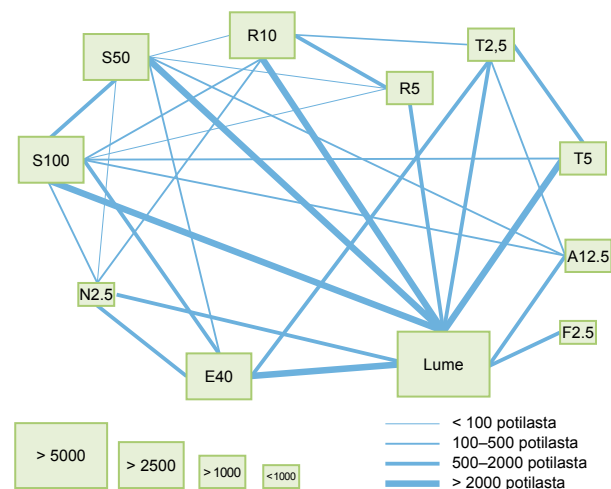 R10
S50
T2,5
R5
S100
T5
A12.5
N2.5
F2.5
E40
Lume
> 5000
> 2500
> 1000
<1000
< 100 potilasta
100–500 potilasta
500–2000 potilasta
> 2000 potilasta